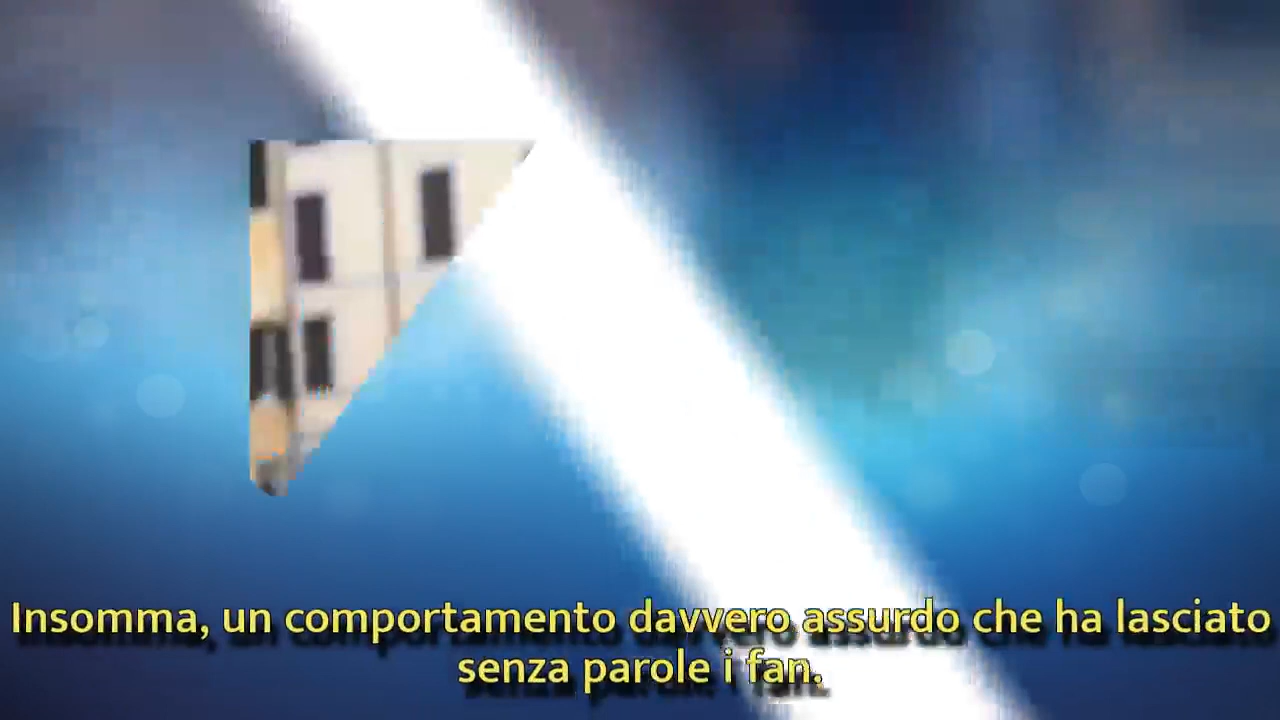 Insomma, un comportamento davvero assurdo che ha lasciato
senza parole i fan.